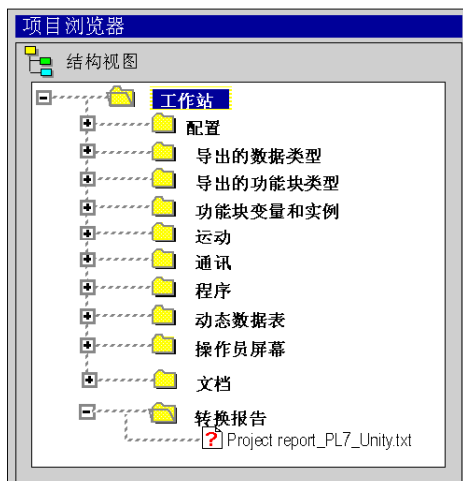 项目浏览器
结构视图
工作站
配置
导出的数据类型
导出的功能块类型
功能块变量和实例
运动
通讯
程序
动态数据表
操作员屏幕
文档
转换报告
Project report_PL7_Unity.txt